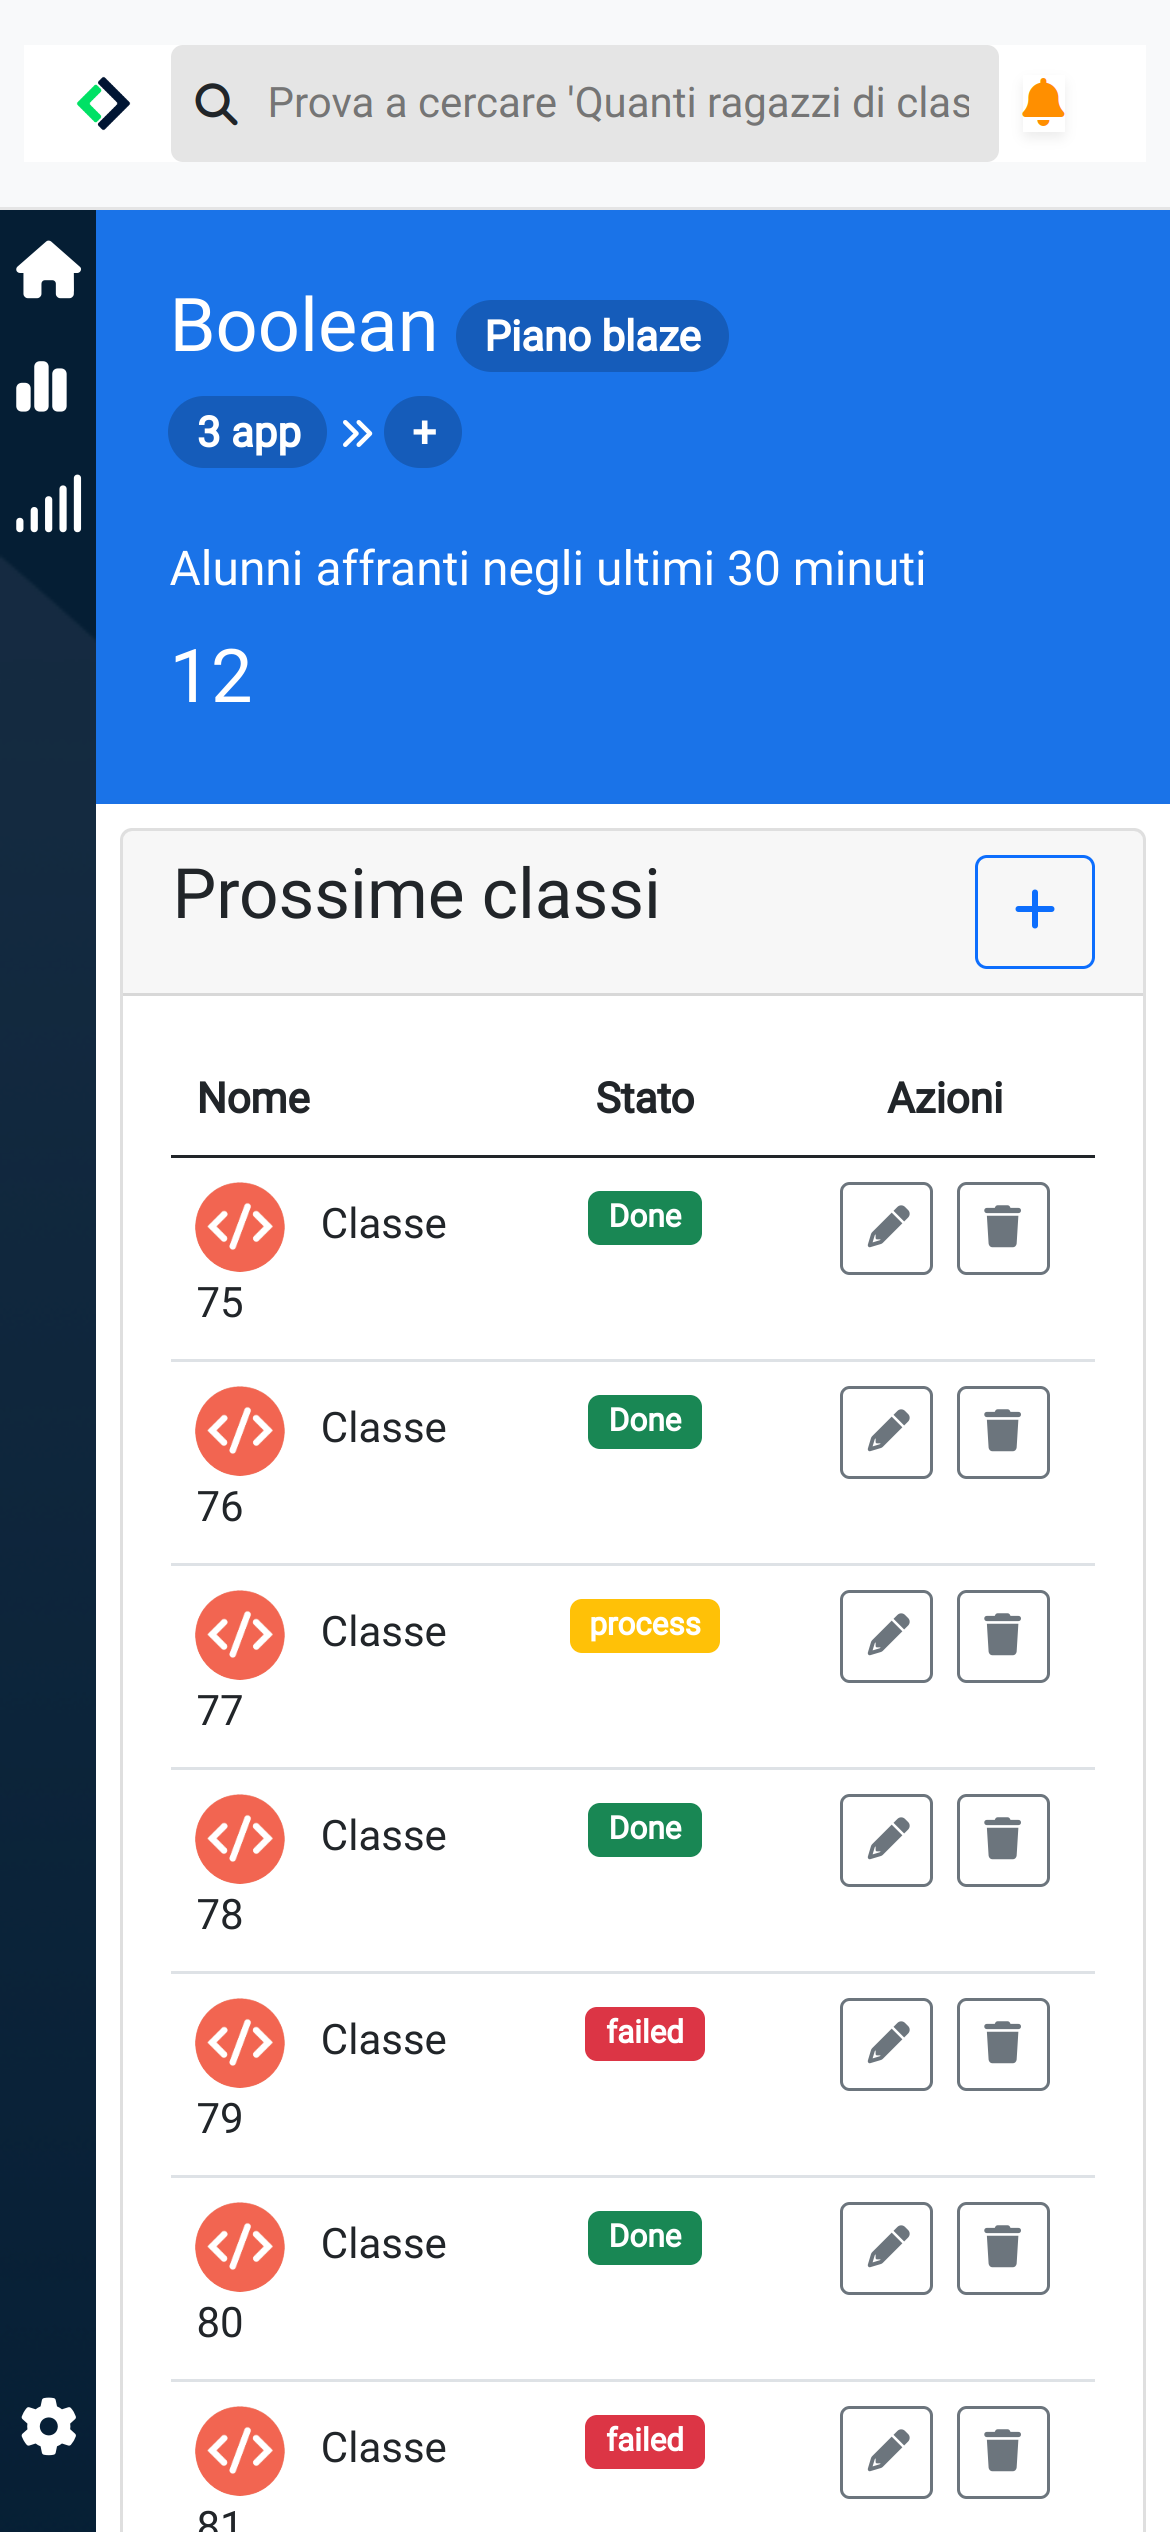 Prova a cercare 'Quanti ragazzi di clas
Boolean Piano blaze
3 app » +
Alunni affranti negli ultimi 30 minuti
12
Prossime classi
+
Nome Stato Azioni
Classe Done
75
Classe Done
76
Classe process
77
Classe Done
78
Classe failed
79
Classe Done
80
Classe failed
81